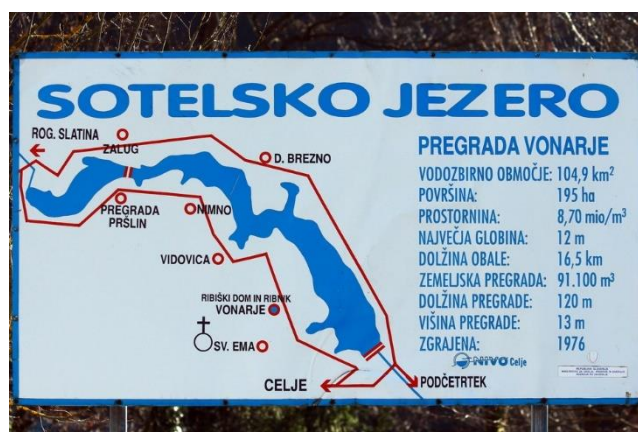 SOTELSKO JEZERO
ROG. SLATINA
ZALUG
D. BREZNO
PREGRADA
PRŠLIN
NIMNO
VIDOVICA
RIBIŠKI DOM IN RIBNIK
VONARJE
SV. EMA
CELJE
PODČETRTEK
PREGRADA VONARJE
VODOZBIRNO OBMOČJE: 104,9 km²
POVRŠINA: 195 ha
PROSTORNINA: 8,70 mio/m³
NAJVEČJA GLOBINA: 12 m
DOLŽINA OBALE: 16,5 km
ZEMELJSKA PREGRADA: 91.100 m³
DOLŽINA PREGRADE: 120 m
VIŠINA PREGRADE: 13 m
ZGRAJENA: 1976
NIVO Celje